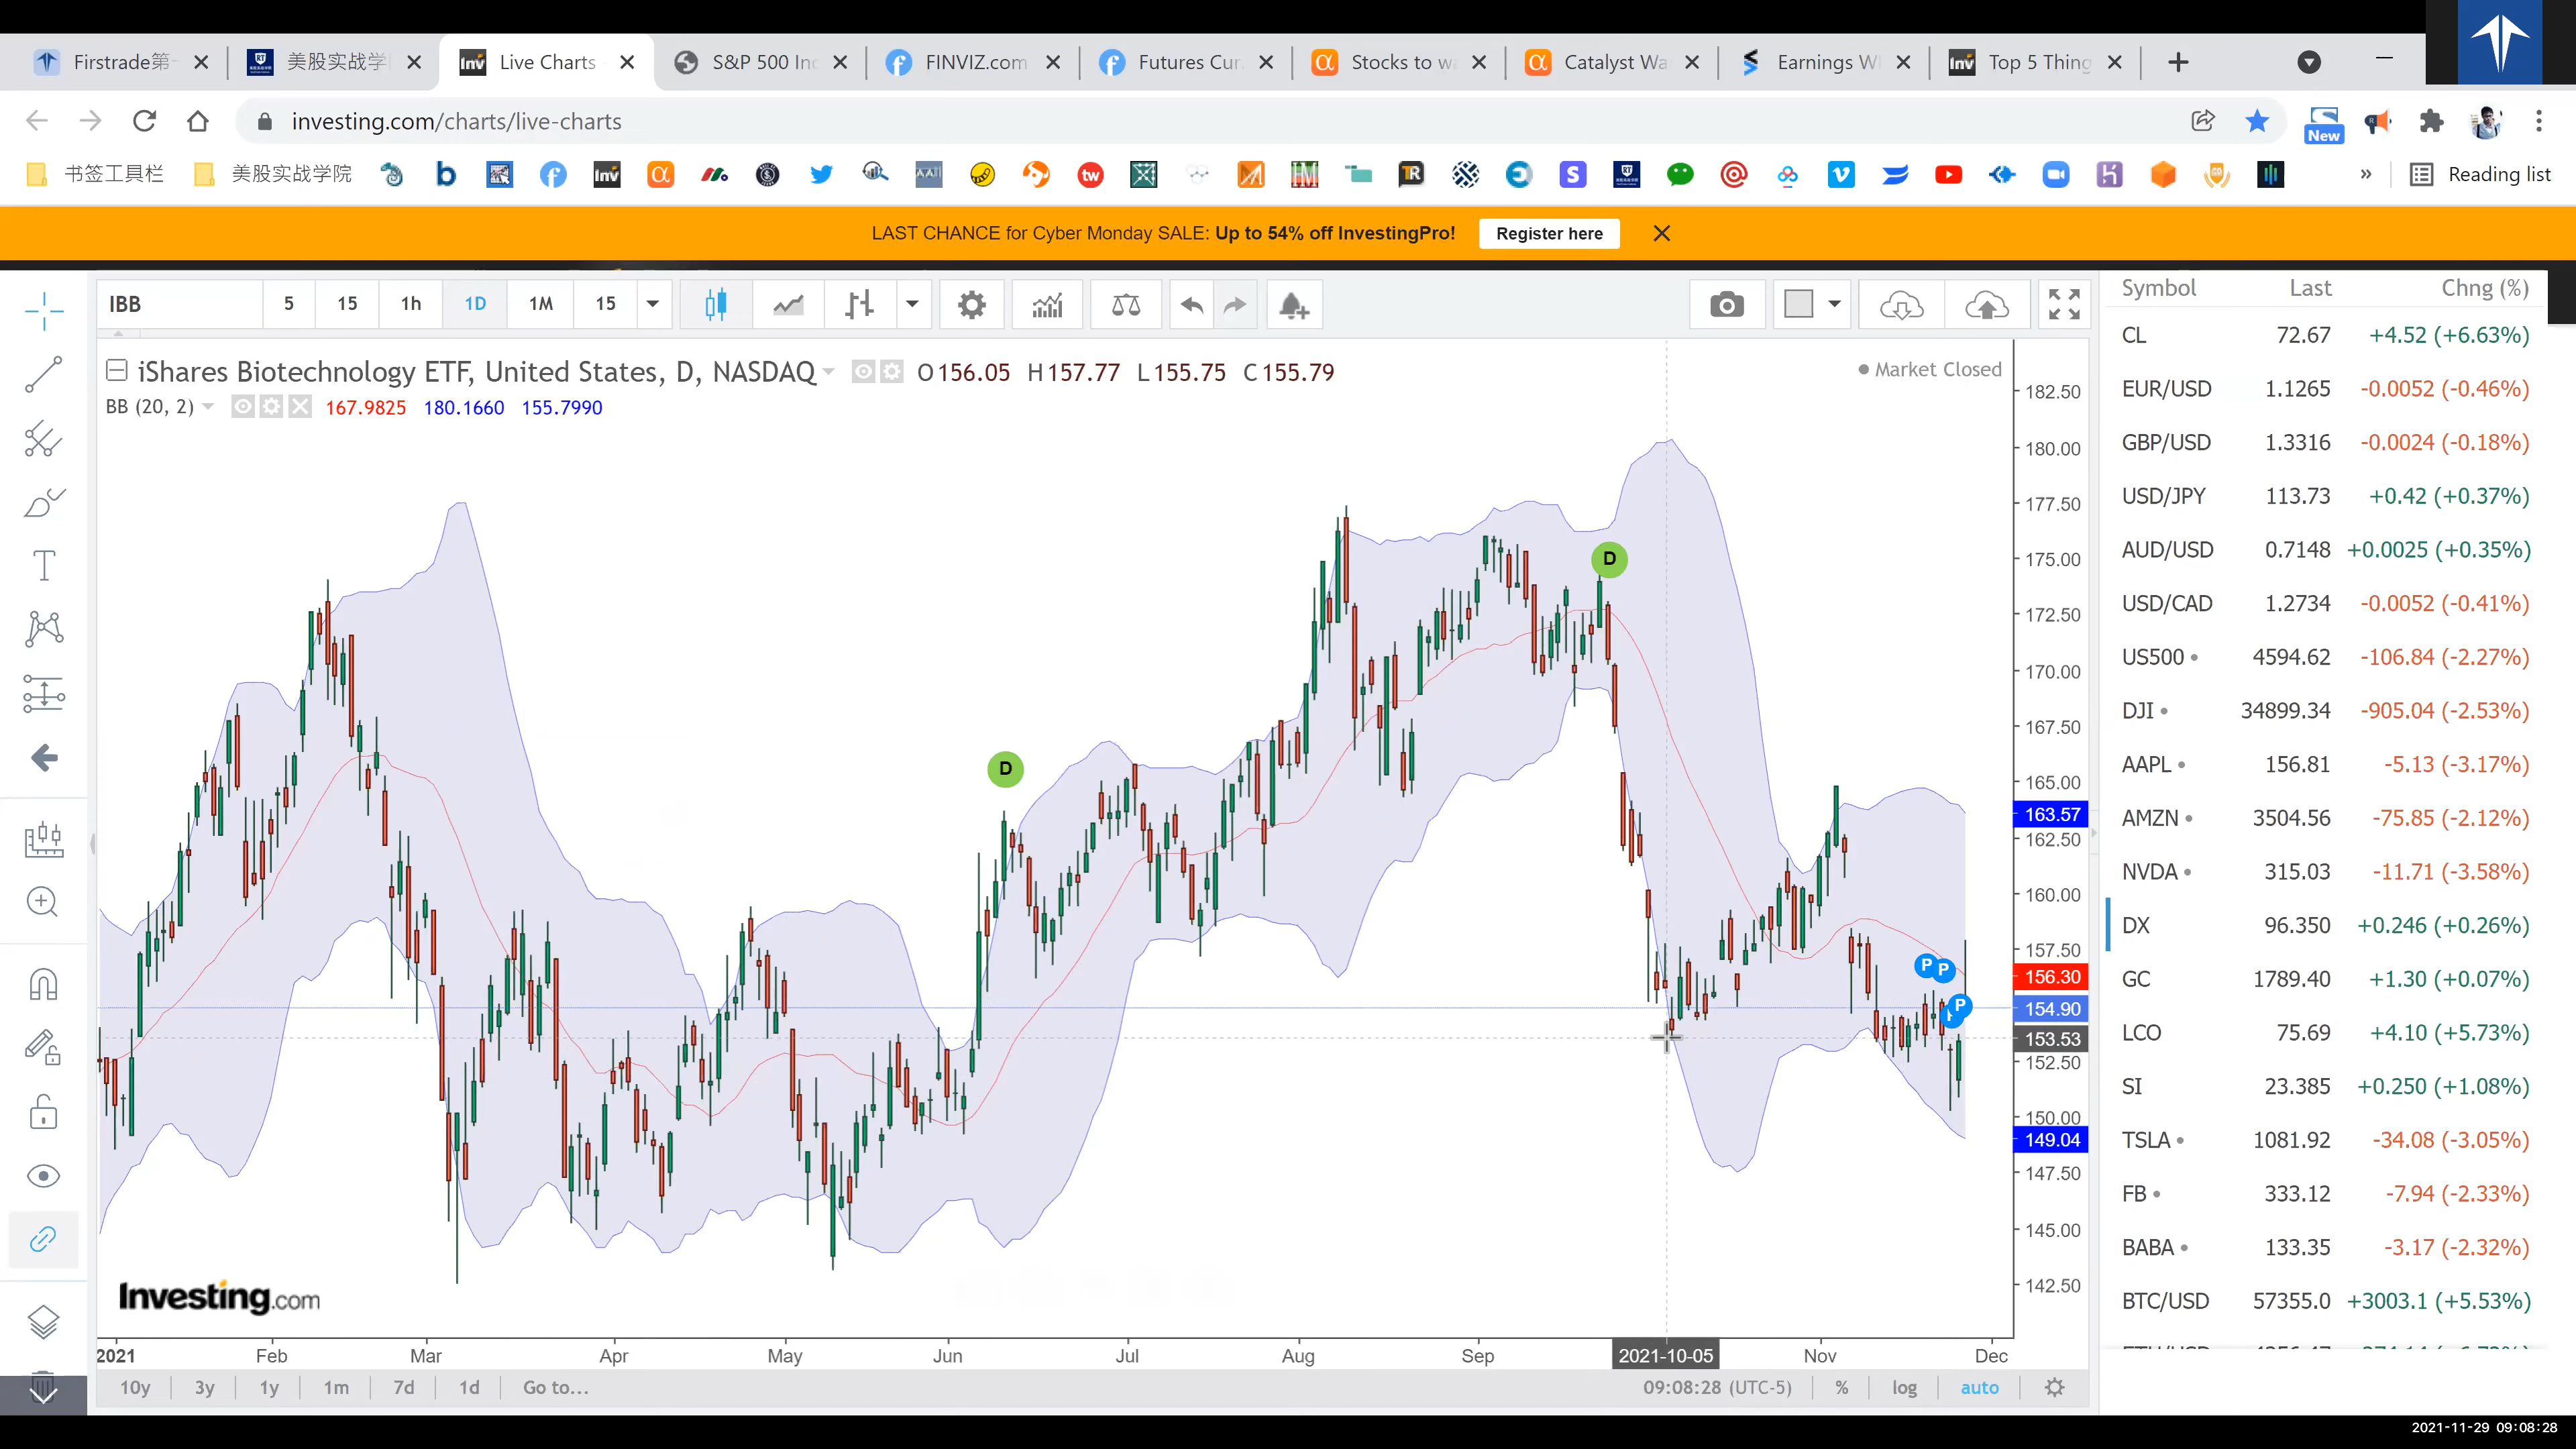 Firstrade第
美股实战学
Live Charts
S&P 500 In
FINVIZ.com
Futures Cur
Stocks to w
Catalyst Wa
Earnings W
Top 5 Thing
investing.com/charts/live-charts
New
书签工具栏
美股实战学院
Reading list
LAST CHANCE for Cyber Monday SALE: Up to 54% off InvestingPro!
Register here
IBB 5 15 1h 1D 1M 15
iShares Biotechnology ETF, United States, D, NASDAQ O156.05 H157.77 L155.75 C155.79
Market Closed
BB (20, 2) 167.9825 180.1660 155.7990
182.50
180.00
177.50
175.00
172.50
170.00
167.50
165.00
163.57
162.50
160.00
157.50
156.30
154.90
153.53
152.50
150.00
149.04
147.50
145.00
142.50
D
D
P P
P
Investing.com
2021 Feb Mar Apr May Jun Jul Aug Sep 2021-10-05 Nov Dec
10y 3y 1y 1m 7d 1d Go to... 09:08:28 (UTC-5) % log auto
Symbol Last Chng (%)
CL 72.67 +4.52 (+6.63%)
EUR/USD 1.1265 -0.0052 (-0.46%)
GBP/USD 1.3316 -0.0024 (-0.18%)
USD/JPY 113.73 +0.42 (+0.37%)
AUD/USD 0.7148 +0.0025 (+0.35%)
USD/CAD 1.2734 -0.0052 (-0.41%)
US500 4594.62 -106.84 (-2.27%)
DJI 34899.34 -905.04 (-2.53%)
AAPL 156.81 -5.13 (-3.17%)
AMZN 3504.56 -75.85 (-2.12%)
NVDA 315.03 -11.71 (-3.58%)
DX 96.350 +0.246 (+0.26%)
GC 1789.40 +1.30 (+0.07%)
LCO 75.69 +4.10 (+5.73%)
SI 23.385 +0.250 (+1.08%)
TSLA 1081.92 -34.08 (-3.05%)
FB 333.12 -7.94 (-2.33%)
BABA 133.35 -3.17 (-2.32%)
BTC/USD 57355.0 +3003.1 (+5.53%)
2021-11-29 09:08:28